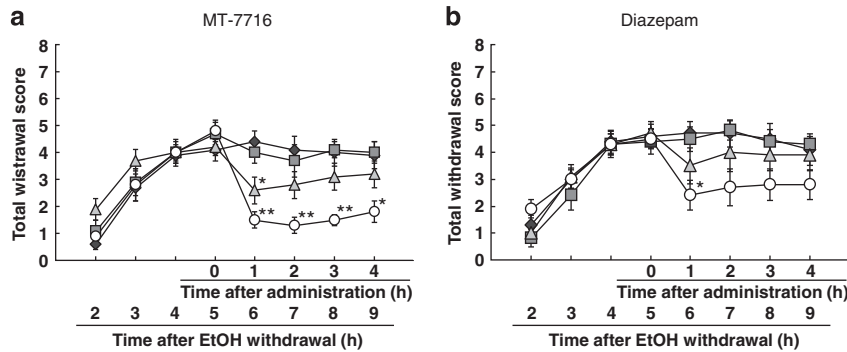 a
MT-7716
Total wistrawal score
8
7
6
5
4
3
2
1
0
*
**
**
**
*
0 1 2 3 4
Time after administration (h)
2 3 4 5 6 7 8 9
Time after EtOH withdrawal (h)
b
Diazepam
Total withdrawal score
8
7
6
5
4
3
2
1
0
*
0 1 2 3 4
Time after administration (h)
2 3 4 5 6 7 8 9
Time after EtOH withdrawal (h)